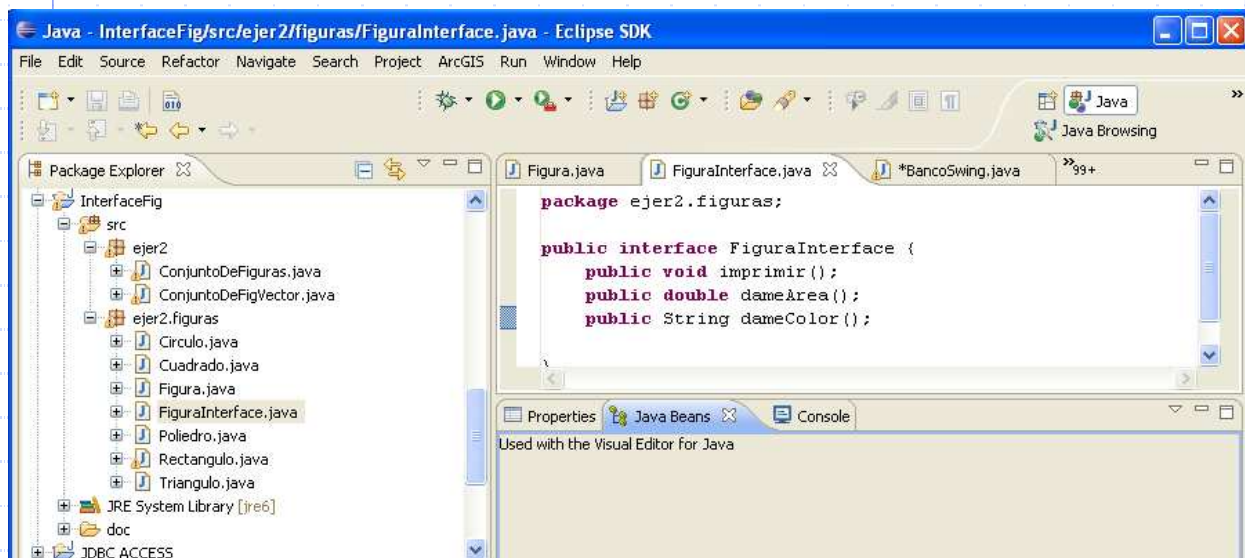 Java - InterfaceFig/src/ejer2/figuras/FiguraInterface.java - Eclipse SDK
File Edit Source Refactor Navigate Search Project ArcGIS Run Window Help
010
Java
»
Java Browsing
Package Explorer
InterfaceFig
src
ejer2
ConjuntoDeFiguras.java
ConjuntoDeFigVector.java
ejer2.figuras
Circulo.java
Cuadrado.java
Figura.java
FiguraInterface.java
Poliedro.java
Rectangulo.java
Triangulo.java
JRE System Library [jre6]
doc
JDBC ACCESS
Figura.java FiguraInterface.java *BancoSwing.java »99+
package ejer2.figuras;
public interface FiguraInterface {
public void imprimir();
public double dameArea();
public String dameColor();
}
Properties Java Beans Console
Used with the Visual Editor for Java